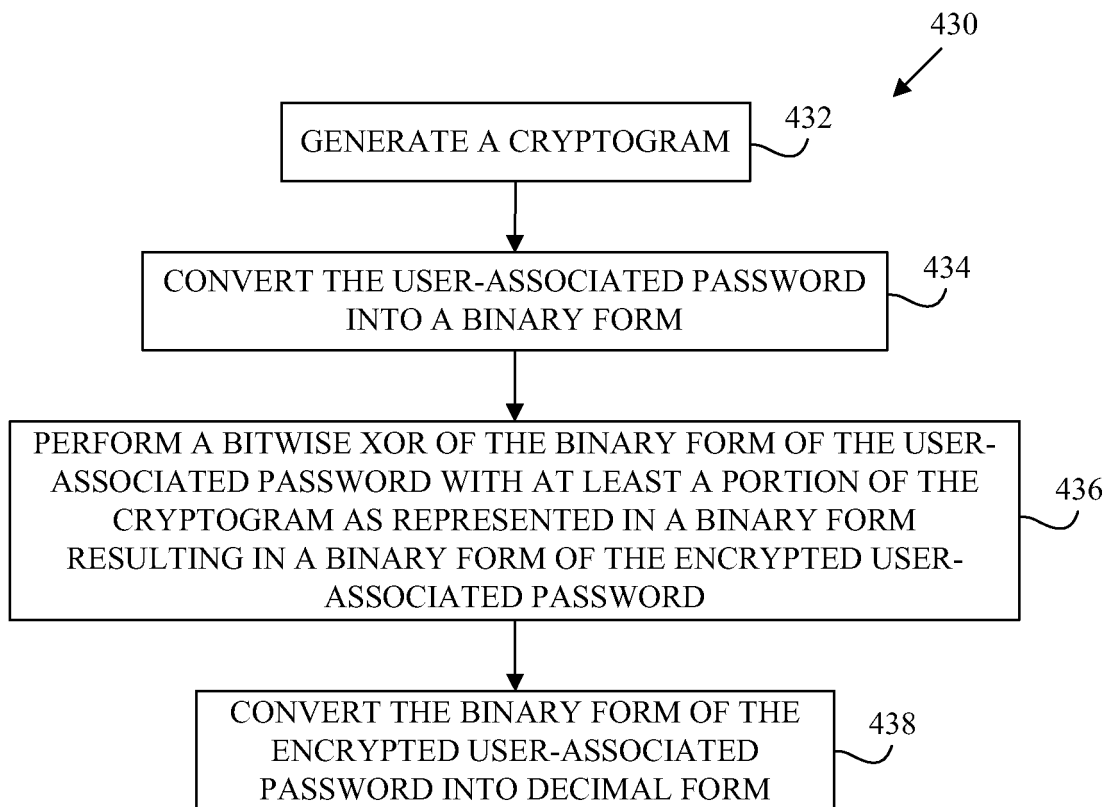 430
GENERATE A CRYPTOGRAM
432
CONVERT THE USER-ASSOCIATED PASSWORD
INTO A BINARY FORM
434
PERFORM A BITWISE XOR OF THE BINARY FORM OF THE USER-
ASSOCIATED PASSWORD WITH AT LEAST A PORTION OF THE
CRYPTOGRAM AS REPRESENTED IN A BINARY FORM
RESULTING IN A BINARY FORM OF THE ENCRYPTED USER-
ASSOCIATED PASSWORD
436
CONVERT THE BINARY FORM OF THE
ENCRYPTED USER-ASSOCIATED
PASSWORD INTO DECIMAL FORM
438